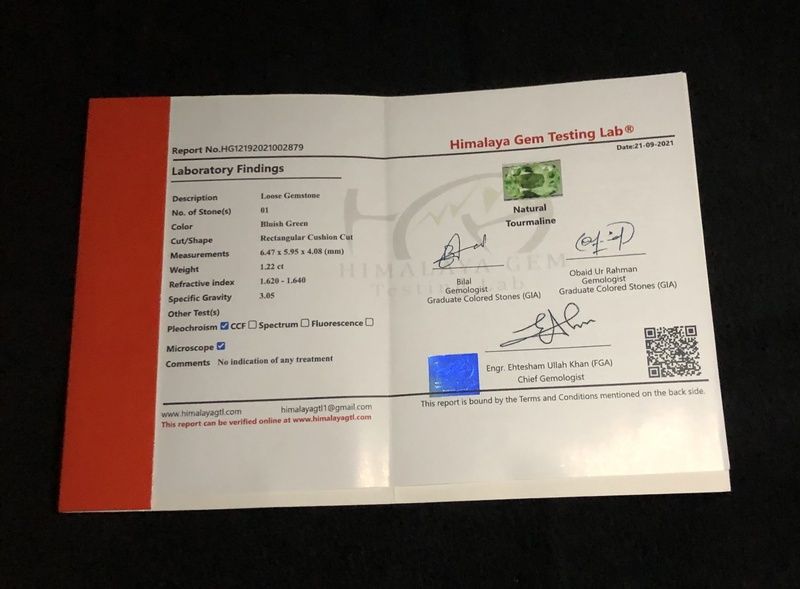 Report No.HG12192021002879
Laboratory Findings
Description Loose Gemstone
No. of Stone(s) 01
Color Bluish Green
Cut/Shape Rectangular Cushion Cut
Measurements 6.47 x 5.95 x 4.08 (mm)
Weight 1.22 ct
Refractive index 1.620 - 1.640
Specific Gravity 3.05
Other Test(s)
Pleochroism CCF Spectrum Fluorescence
Microscope
Comments No indication of any treatment
www.himalayagtl.com himalayagtl1@gmail.com
This report can be verified online at www.himalayagtl.com
Himalaya Gem Testing Lab®
Date:21-09-2021
Natural
Tourmaline
HIMALAYA GEM
Testing Lab
Bilal
Gemologist
Graduate Colored Stones (GIA)
Obaid Ur Rahman
Gemologist
Graduate Colored Stones (GIA)
Engr. Ehtesham Ullah Khan (FGA)
Chief Gemologist
This report is bound by the Terms and Conditions mentioned on the back side.